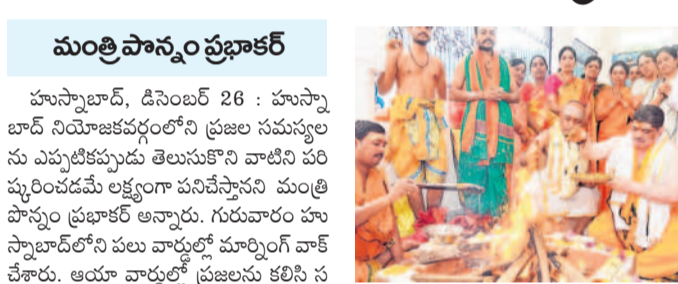 మంత్రి పొన్నం ప్రభాకర్
హుస్నాబాద్, డిసెంబర్ 26 : హుస్నా
బాద్ నియోజకవర్గంలోని ప్రజల సమస్యల
ను ఎప్పటికప్పుడు తెలుసుకొని వాటిని పరి
ష్కరించడమే లక్ష్యంగా పనిచేస్తానని మంత్రి
పొన్నం ప్రభాకర్ అన్నారు. గురువారం హు
స్నాబాద్‌లోని పలు వార్డుల్లో మార్నింగ్ వాక్
చేశారు. ఆయా వార్డుల్లో ప్రజలను కలిసి స